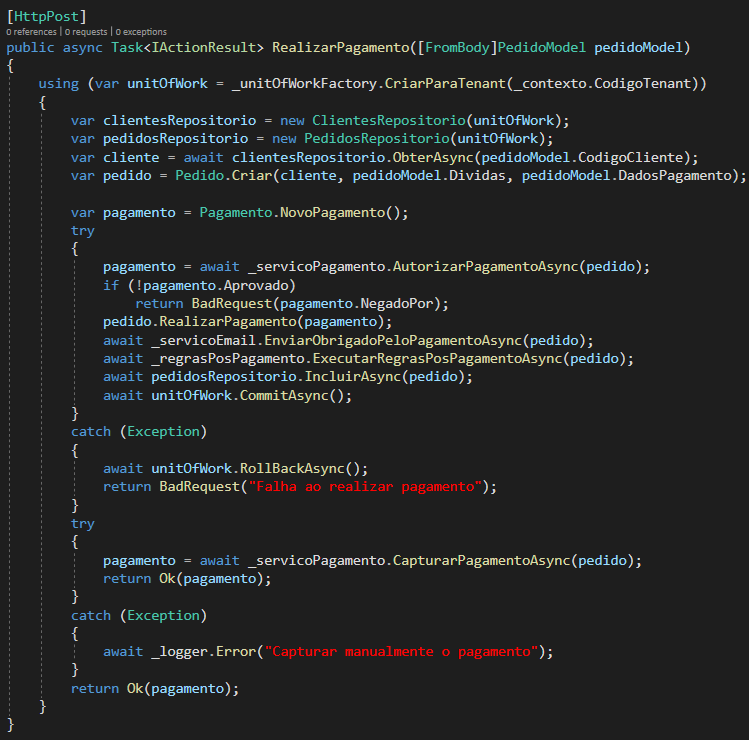 [HttpPost]
0 references | 0 requests | 0 exceptions
public async Task<IActionResult> RealizarPagamento([FromBody]PedidoModel pedidoModel)
{
    using (var unitOfWork = _unitOfWorkFactory.CriarParaTenant(_contexto.CodigoTenant))
    {
        var clientesRepositorio = new ClientesRepositorio(unitOfWork);
        var pedidosRepositorio = new PedidosRepositorio(unitOfWork);
        var cliente = await clientesRepositorio.ObterAsync(pedidoModel.CodigoCliente);
        var pedido = Pedido.Criar(cliente, pedidoModel.Dividas, pedidoModel.DadosPagamento);

        var pagamento = Pagamento.NovoPagamento();
        try
        {
            pagamento = await _servicoPagamento.AutorizarPagamentoAsync(pedido);
            if (!pagamento.Aprovado)
                return BadRequest(pagamento.NegadoPor);
            pedido.RealizarPagamento(pagamento);
            await _servicoEmail.EnviarObrigadoPeloPagamentoAsync(pedido);
            await _regrasPosPagamento.ExecutarRegrasPosPagamentoAsync(pedido);
            await pedidosRepositorio.IncluirAsync(pedido);
            await unitOfWork.CommitAsync();
        }
        catch (Exception)
        {
            await unitOfWork.RollBackAsync();
            return BadRequest("Falha ao realizar pagamento");
        }
        try
        {
            pagamento = await _servicoPagamento.CapturarPagamentoAsync(pedido);
            return Ok(pagamento);
        }
        catch (Exception)
        {
            await _logger.Error("Capturar manualmente o pagamento");
        }
        return Ok(pagamento);
    }
}